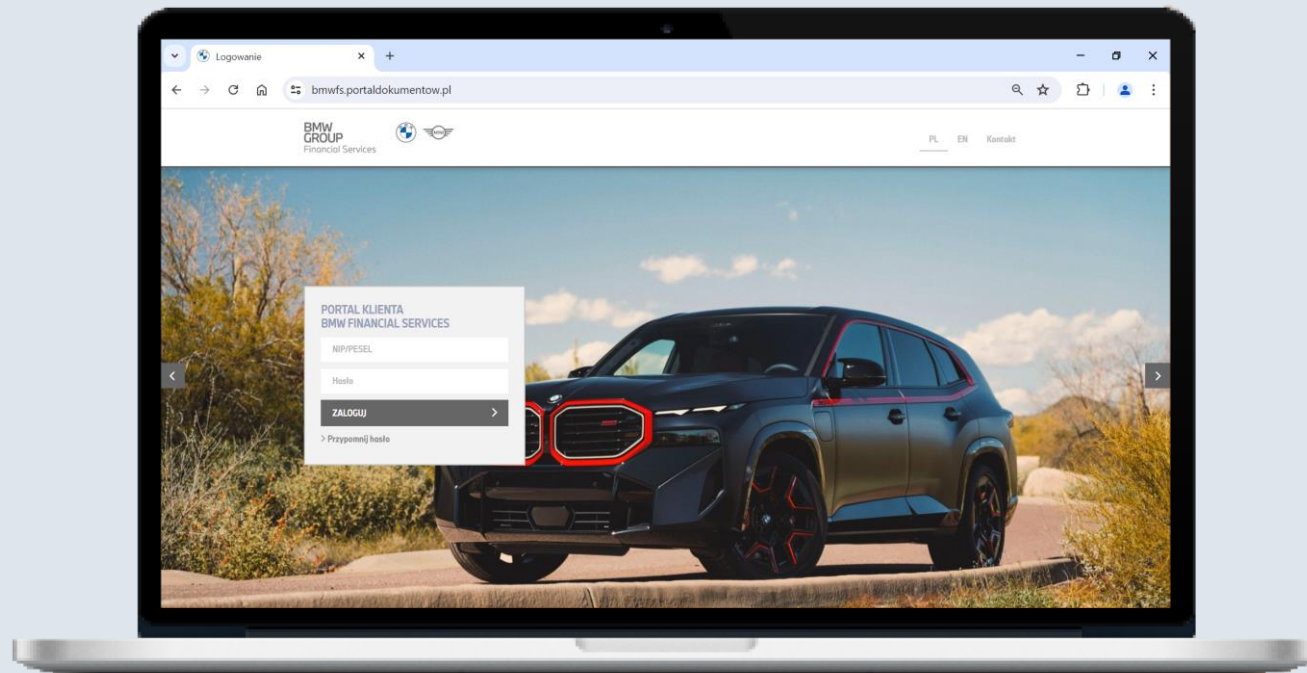 Logowanie
bmwfs.portaldokumentow.pl
BMW
GROUP
Financial Services
PL EN Kontakt
PORTAL KLIENTA
BMW FINANCIAL SERVICES
NIP/PESEL
Hasło
ZALOGUJ
> Przypomnij hasło